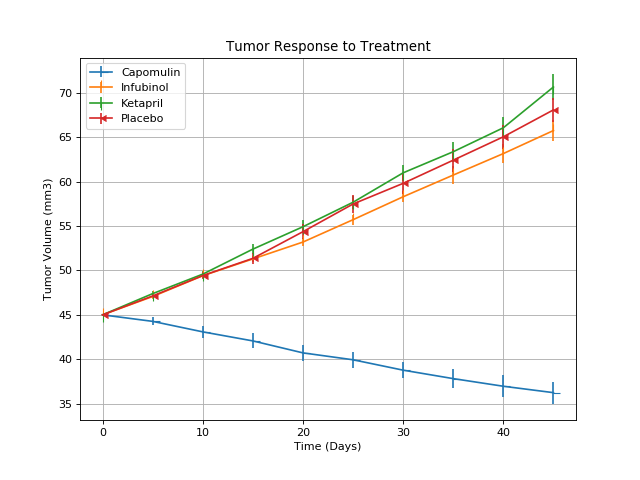 Tumor Response to Treatment
Capomulin
Infubinol
Ketapril
Placebo
70
65
60
55
50
45
40
35
Tumor Volume (mm3)
0
10
20
30
40
Time (Days)